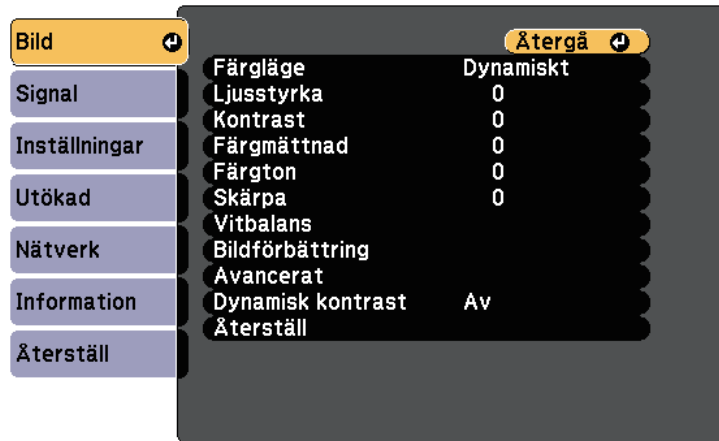 Bild
Signal
Inställningar
Utökad
Nätverk
Information
Återställ
Återgå
Färgläge Dynamiskt
Ljusstyrka 0
Kontrast 0
Färgmättnad 0
Färgton 0
Skärpa 0
Vitbalans
Bildförbättring
Avancerat
Dynamisk kontrast Av
Återställ